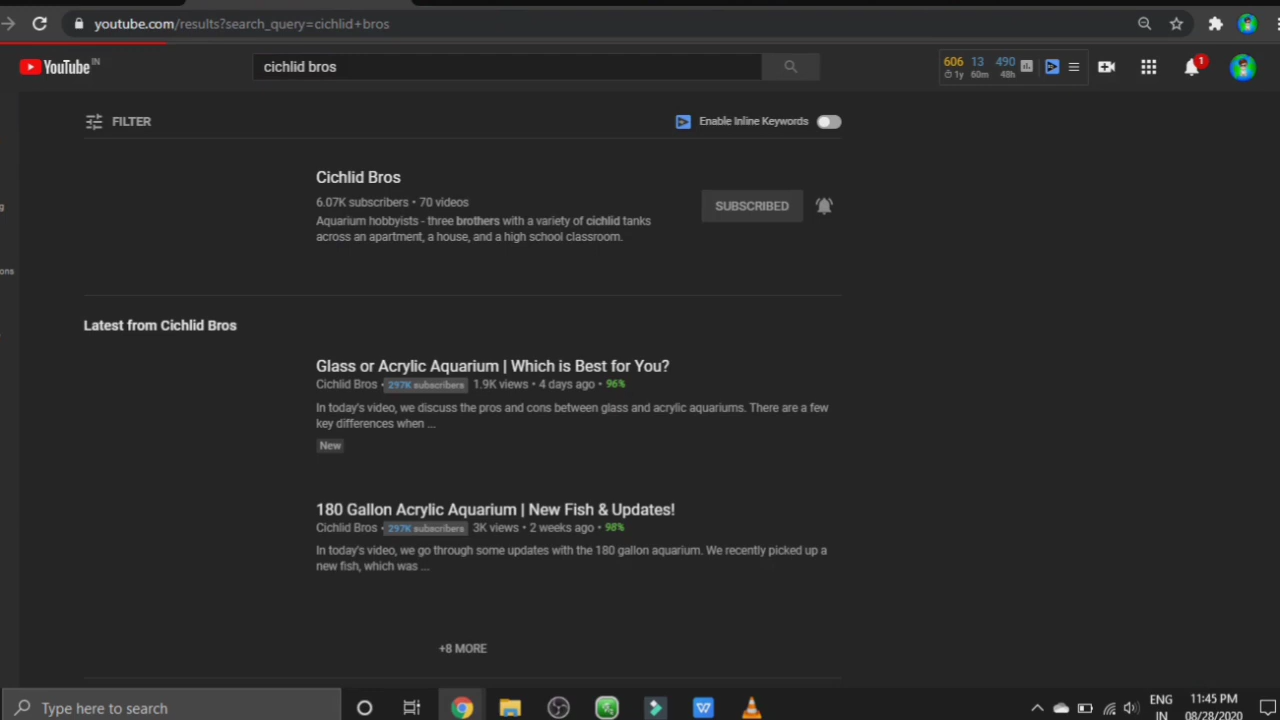 youtube.com/results?search_query=cichlid+bros
YouTube IN
cichlid bros
606 13 490
1y 60m 48h
1
FILTER
Enable Inline Keywords
Cichlid Bros
6.07K subscribers • 70 videos
SUBSCRIBED
Aquarium hobbyists - three brothers with a variety of cichlid tanks
across an apartment, a house, and a high school classroom.
g
ons
Latest from Cichlid Bros
Glass or Acrylic Aquarium | Which is Best for You?
Cichlid Bros • 297K subscribers 1.9K views • 4 days ago • 96%
In today's video, we discuss the pros and cons between glass and acrylic aquariums. There are a few
key differences when ...
New
180 Gallon Acrylic Aquarium | New Fish & Updates!
Cichlid Bros • 297K subscribers 3K views • 2 weeks ago • 98%
In today's video, we go through some updates with the 180 gallon aquarium. We recently picked up a
new fish, which was ...
+8 MORE
Type here to search
W
ENG
IN
11:45 PM
08/28/2020